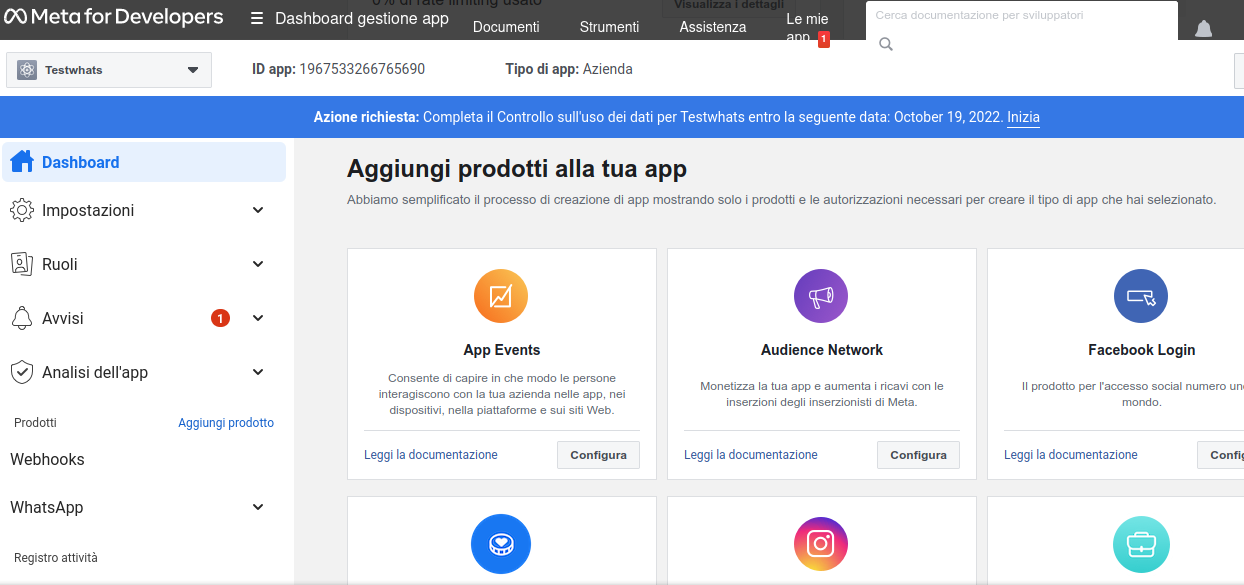 0% di rate limiting usato
Visualizza i dettagli
Meta for Developers
Dashboard gestione app
Documenti
Strumenti
Assistenza
Le mie
app
1
Cerca documentazione per sviluppatori
Testwhats
ID app: 1967533266765690
Tipo di app: Azienda
Azione richiesta: Completa il Controllo sull'uso dei dati per Testwhats entro la seguente data: October 19, 2022. Inizia
Dashboard
Impostazioni
Ruoli
Avvisi
1
Analisi dell'app
Prodotti
Aggiungi prodotto
Webhooks
WhatsApp
Registro attività
Aggiungi prodotti alla tua app
Abbiamo semplificato il processo di creazione di app mostrando solo i prodotti e le autorizzazioni necessari per creare il tipo di app che hai selezionato.
App Events
Consente di capire in che modo le persone
interagiscono con la tua azienda nelle app, nei
dispositivi, nella piattaforme e sui siti Web.
Leggi la documentazione
Configura
Audience Network
Monetizza la tua app e aumenta i ricavi con le
inserzioni degli inserzionisti di Meta.
Leggi la documentazione
Configura
Facebook Login
Il prodotto per l'accesso social numero un
mondo.
Leggi la documentazione
Config